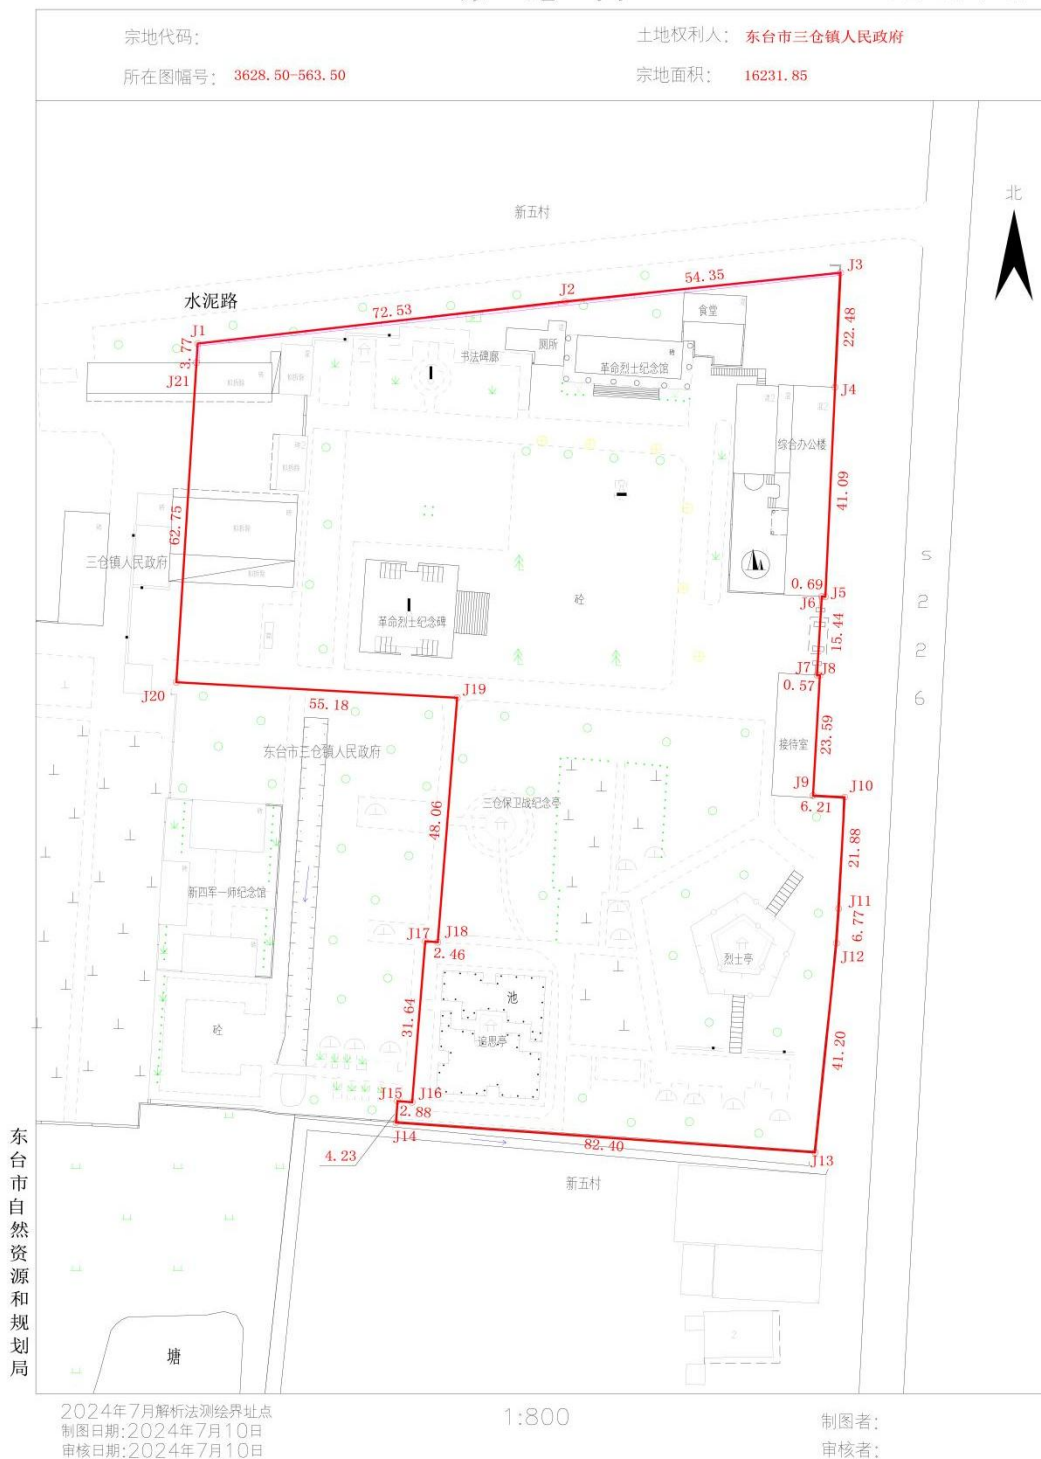 宗地代码:
土地权利人: 东台市三仓镇人民政府
所在图幅号: 3628.50-563.50
宗地面积: 16231.85
新五村
北
J3
54.35
J2
水泥路
72.53
J1
3.77
J21
22.48
J4
食堂
厕所
书法碑廊
革命烈士纪念馆
综合办公楼
41.09
62.75
三仓镇人民政府
S226
0.69
J5
J6
砼
15.44
革命烈士纪念碑
J7
J8
0.57
J20
J19
55.18
23.59
接待室
东台市三仓镇人民政府
J9
J10
6.21
三仓保卫战纪念亭
48.06
21.88
新四军一师纪念馆
J11
6.77
J12
J17
J18
2.46
烈士亭
池
31.64
砼
谥思亭
41.20
J15
J16
2.88
J14
82.40
4.23
J13
新五村
东台市自然资源和规划局
塘
2024年7月解析法测绘界址点
制图日期:2024年7月10日
审核日期:2024年7月10日
1:800
制图者:
审核者: